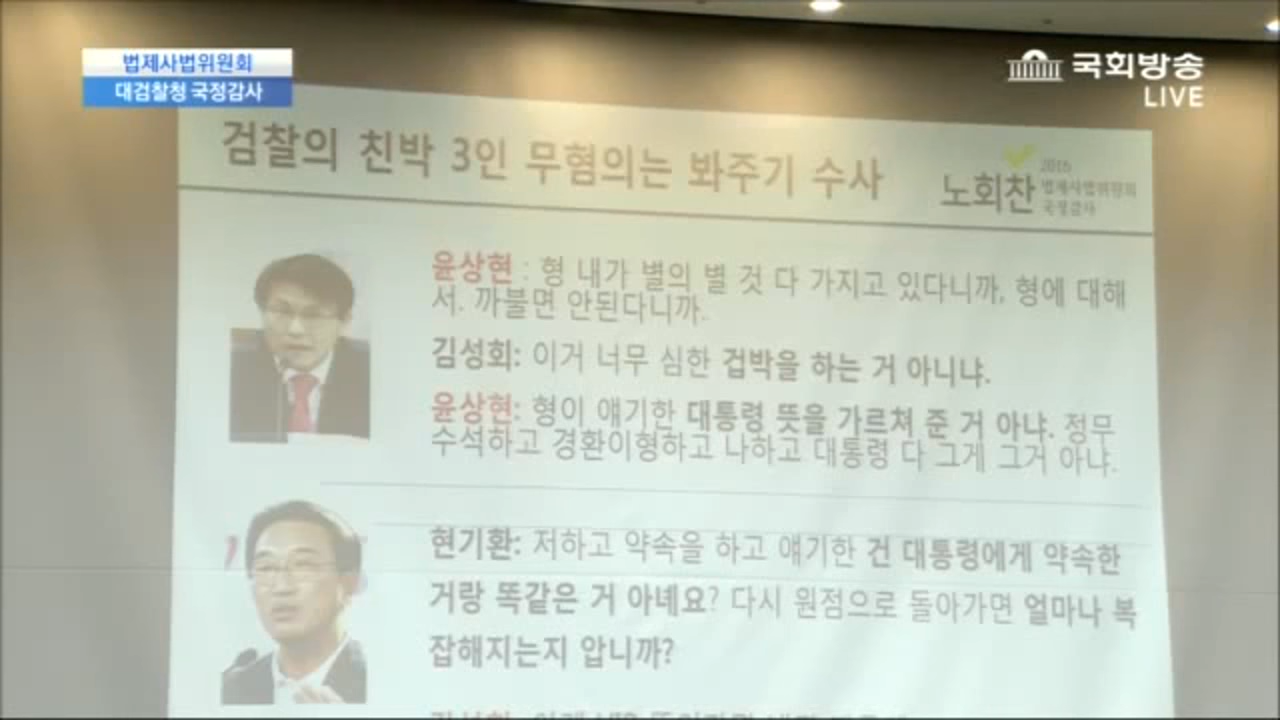 법제사법위원회
대검찰청 국정감사
국회방송
LIVE
검찰의 친박 3인 무혐의는 봐주기 수사
노회찬
2016
법제사법위원회
국정감사
윤상현 : 형 내가 별의 별 것 다 가지고 있다니까, 형에 대해
서. 까불면 안된다니까.
김성회: 이거 너무 심한 겁박을 하는 거 아니냐.
윤상현: 형이 얘기한 대통령 뜻을 가르쳐 준 거 아냐. 정무
수석하고 경환이형하고 나하고 대통령 다 그게 그거 아냐.
현기환: 저하고 약속을 하고 얘기한 건 대통령에게 약속한
거랑 똑같은 거 아녜요? 다시 원점으로 돌아가면 얼마나 복
잡해지는지 압니까?